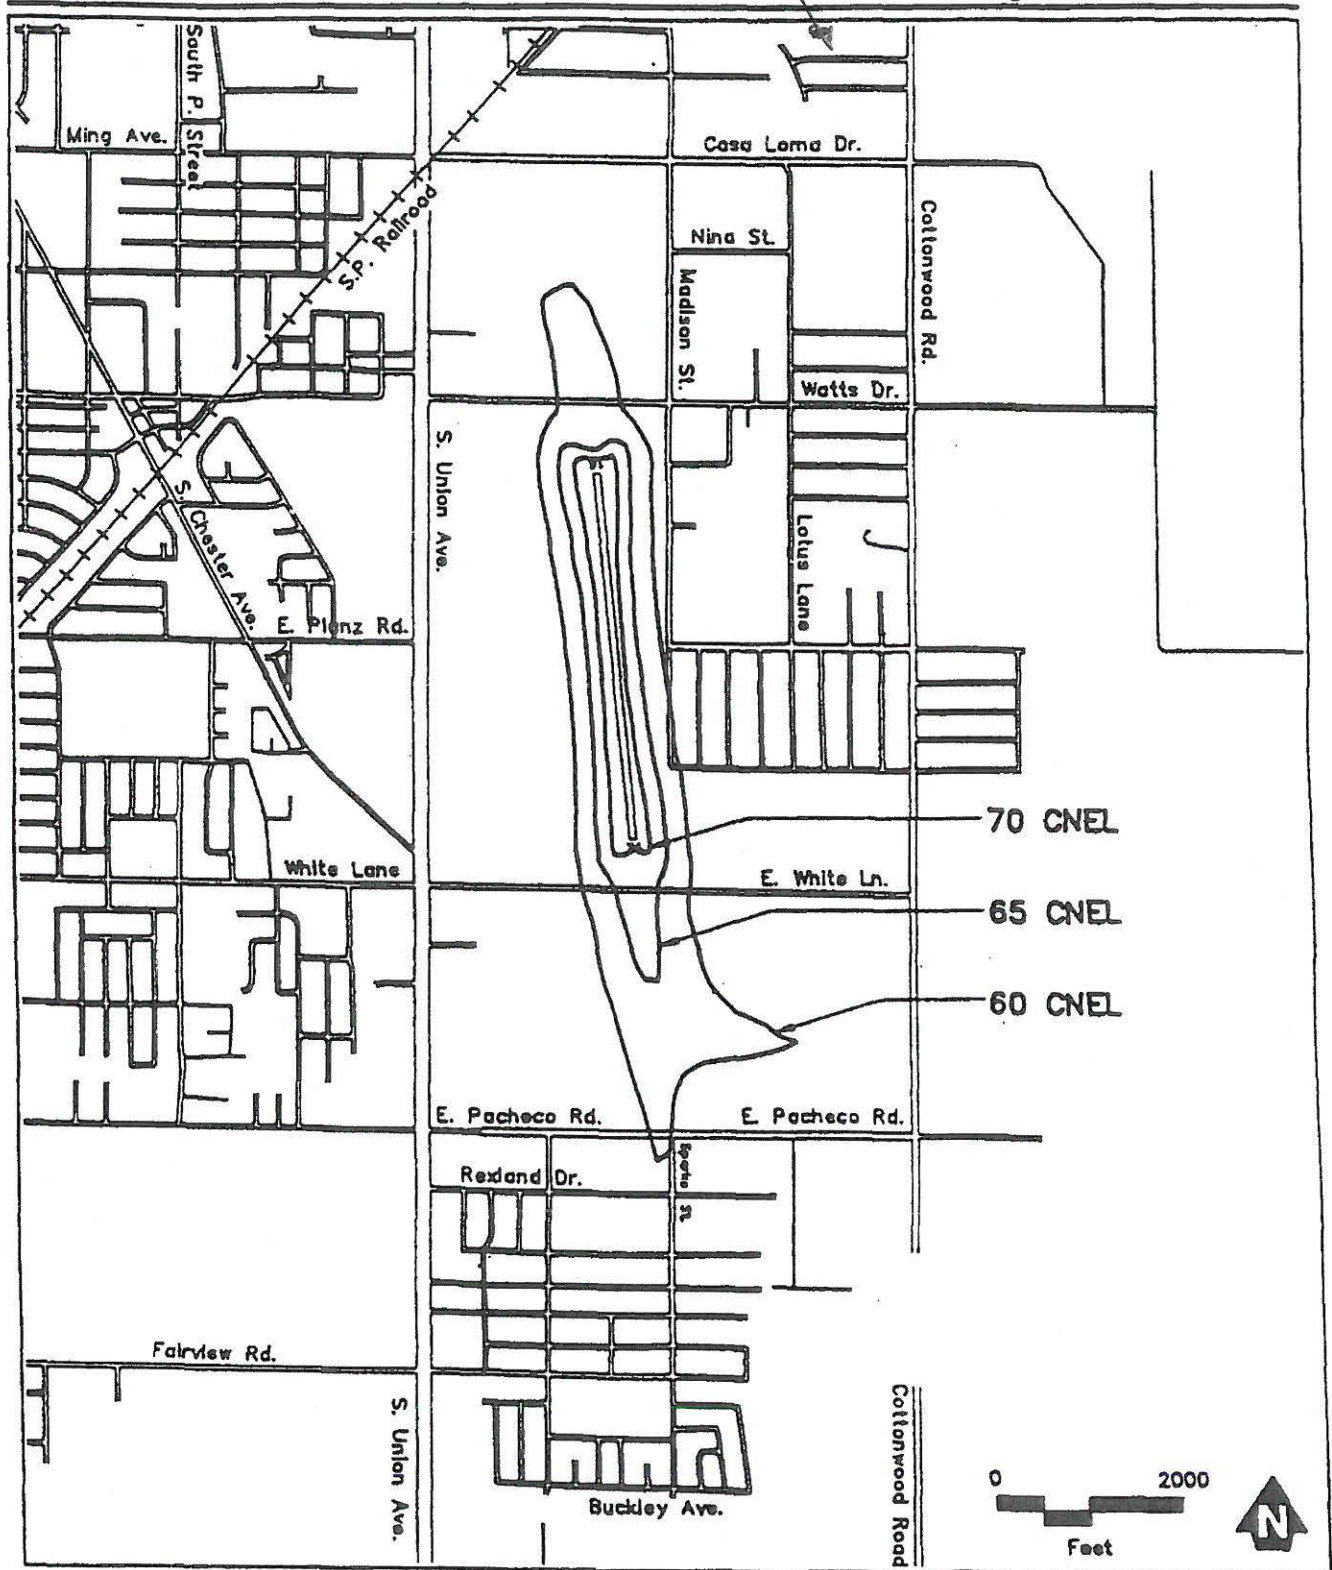 South P. Street
Ming Ave.
Casa Loma Dr.
S.P. Railroad
Nina St.
Cottonwood Rd.
Madison St.
Watts Dr.
S. Union Ave.
S. Chester Ave.
Lotus Lane
E. Planz Rd.
70 CNEL
White Lane
E. White Ln.
65 CNEL
60 CNEL
E. Pacheco Rd.
E. Pacheco Rd.
Rexland Dr.
St.
Fairview Rd.
S. Union Ave.
Cottonwood Road
0 2000
Feet
N
Buckley Ave.